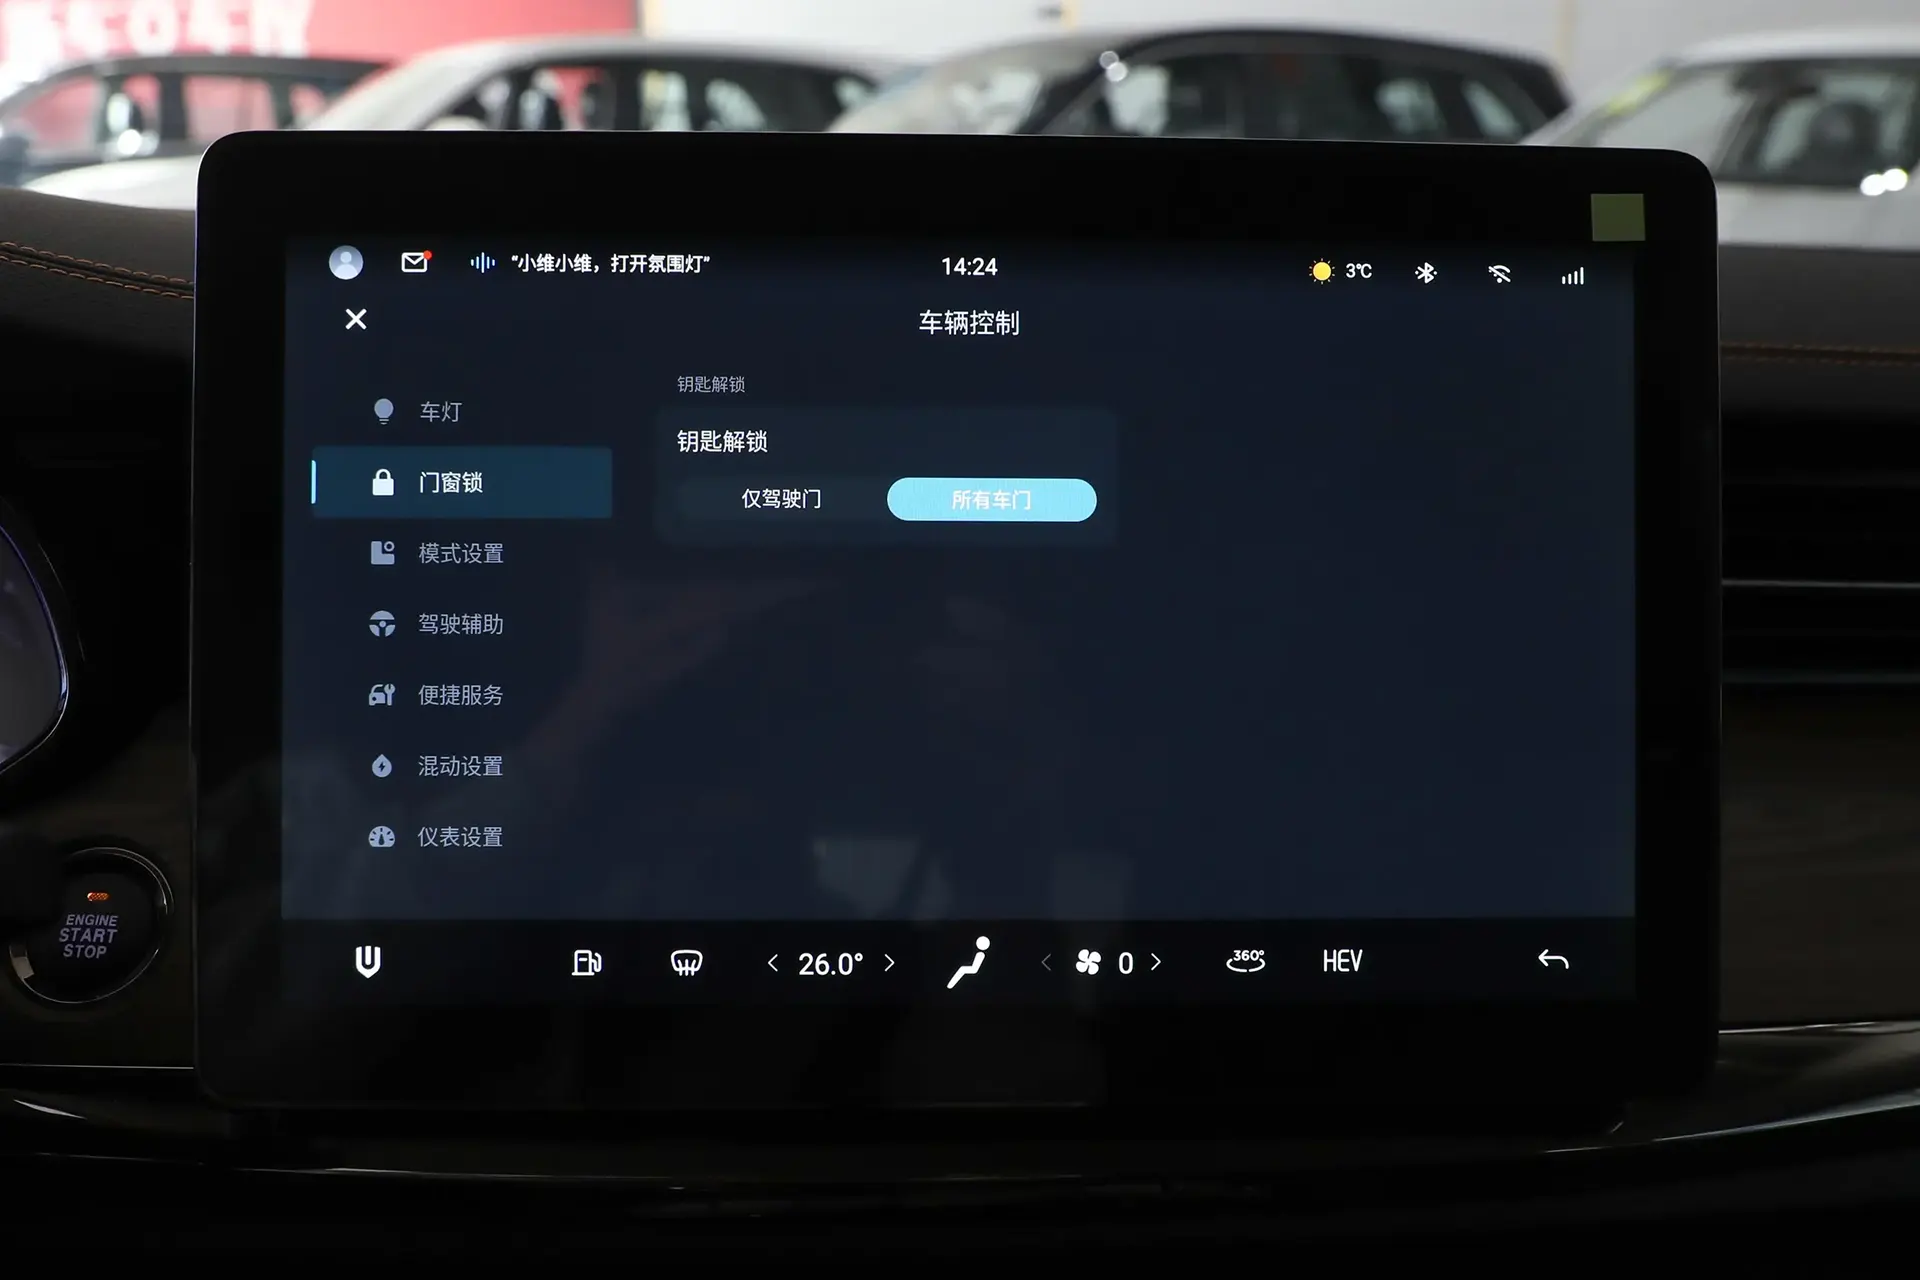 “小维小维，打开氛围灯”
14:24
3℃
车辆控制
钥匙解锁
车灯
钥匙解锁
门窗锁
仅驾驶门
所有车门
模式设置
驾驶辅助
便捷服务
混动设置
仪表设置
ENGINE
START
STOP
26.0°
0
360°
HEV